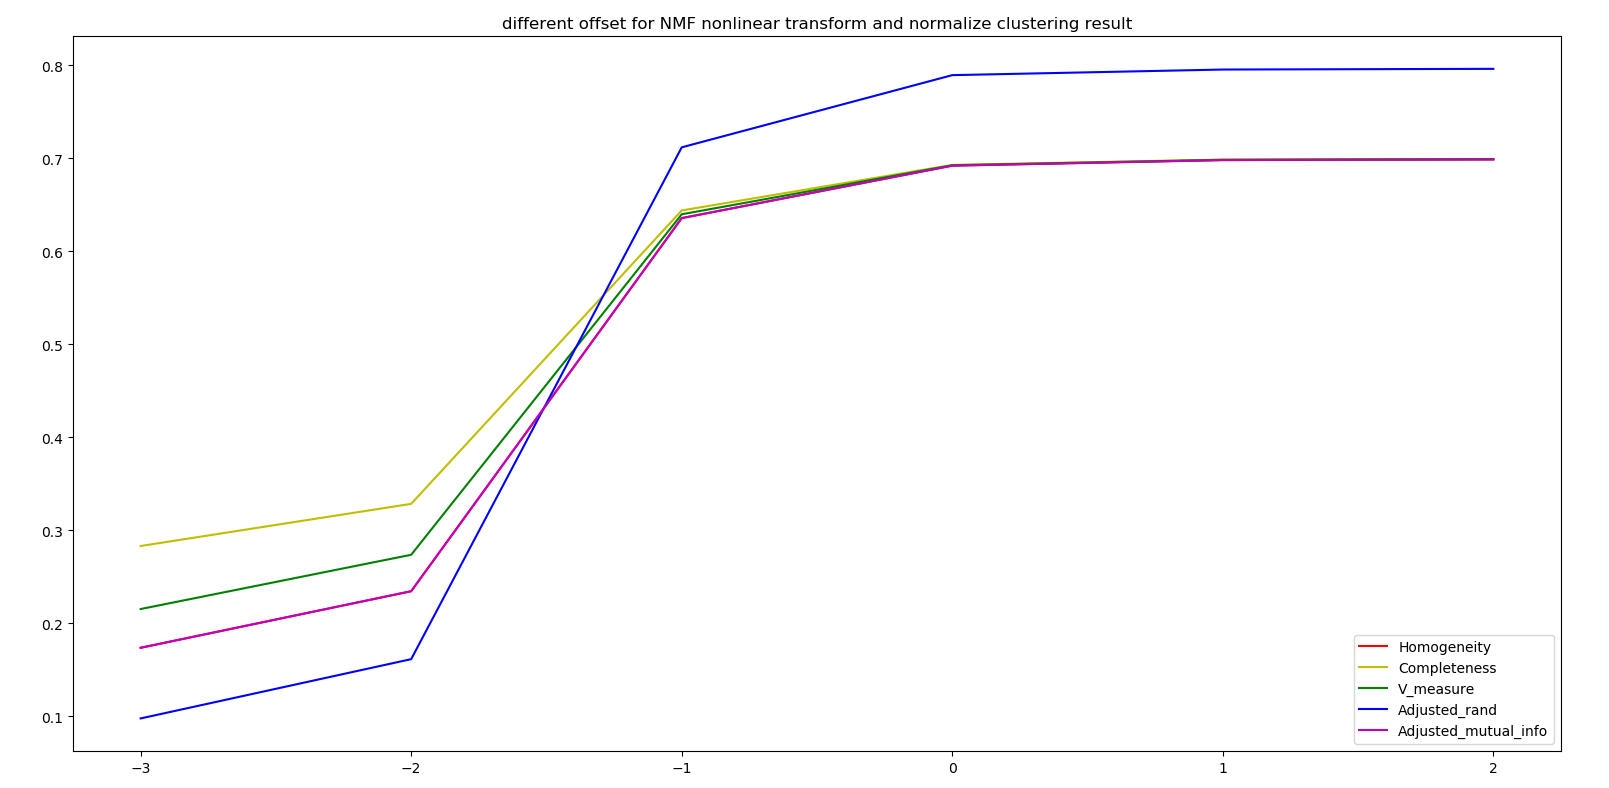 different offset for NMF nonlinear transform and normalize clustering result
0.8
0.7
0.6
0.5
0.4
0.3
0.2
0.1
Homogeneity
Completeness
V_measure
Adjusted_rand
Adjusted_mutual_info
−3 −2 −1 0 1 2